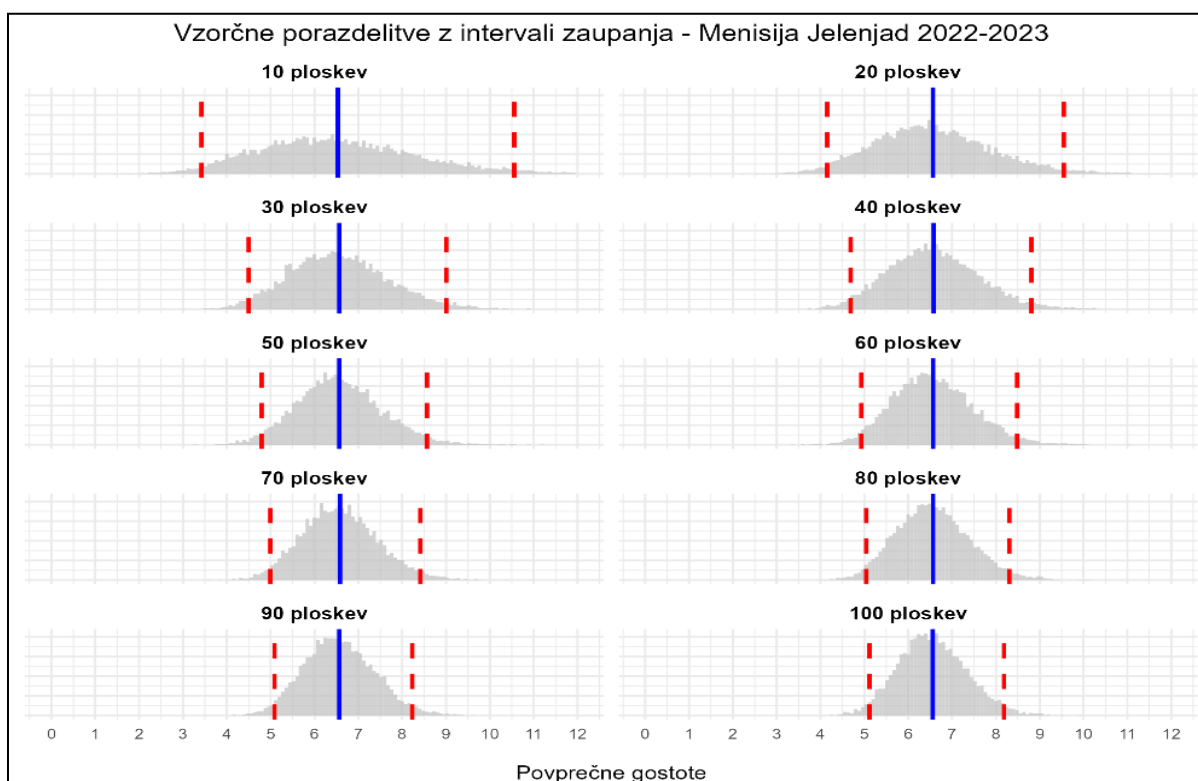 Vzorčne porazdelitve z intervali zaupanja - Menisija Jelenjad 2022-2023
10 ploskev
20 ploskev
30 ploskev
40 ploskev
50 ploskev
60 ploskev
70 ploskev
80 ploskev
90 ploskev
100 ploskev
0 1 2 3 4 5 6 7 8 9 10 11 12
0 1 2 3 4 5 6 7 8 9 10 11 12
Povprečne gostote